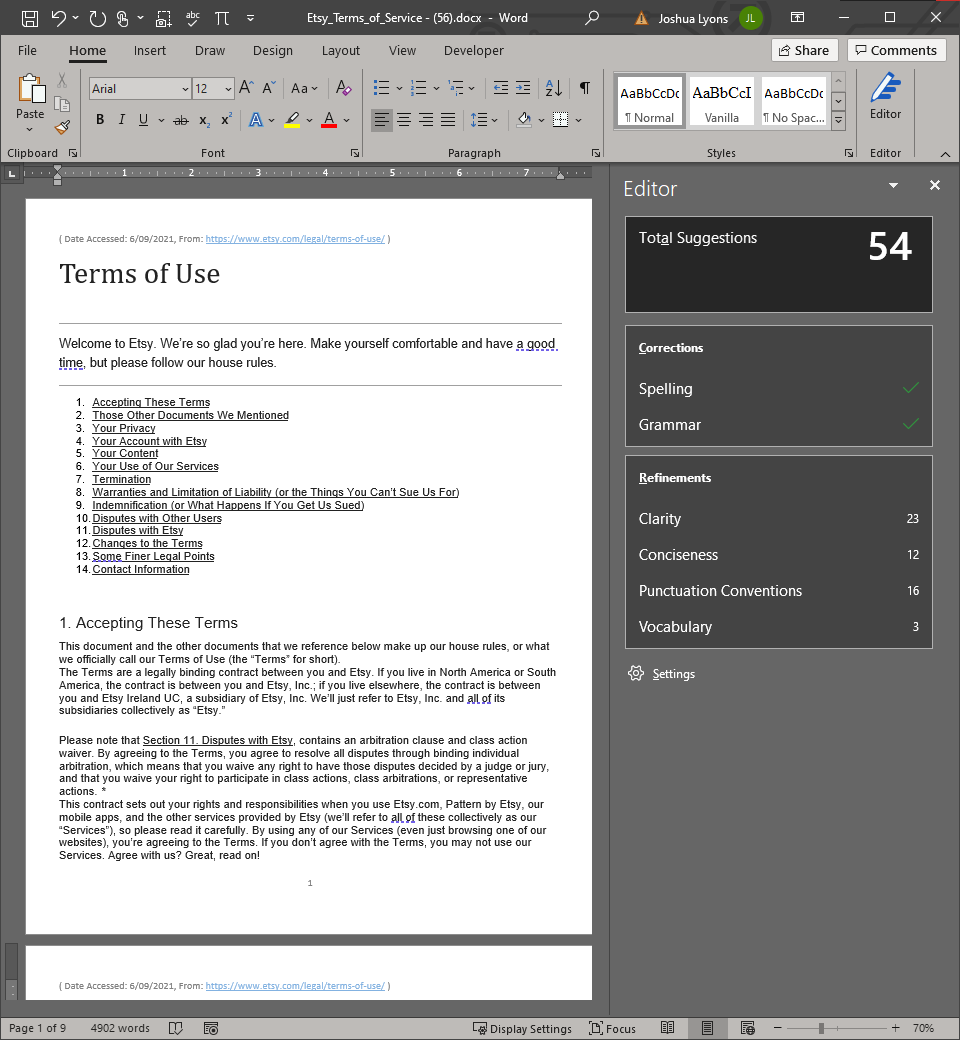 Etsy_Terms_of_Service - (56).docx - Word
Joshua Lyons JL
File Home Insert Draw Design Layout View Developer Share Comments
Arial 12
Paste
B I U ab x₂ x² A A
AaBbCcDc AaBbCcI AaBbCcDc
¶ Normal Vanilla ¶ No Spac...
Editor
Clipboard Font Paragraph Styles Editor
1 2 3 4 5 6 7
( Date Accessed: 6/09/2021, From: https://www.etsy.com/legal/terms-of-use/ )
Terms of Use
Welcome to Etsy. We’re so glad you’re here. Make yourself comfortable and have a good
time, but please follow our house rules.
1. Accepting These Terms
2. Those Other Documents We Mentioned
3. Your Privacy
4. Your Account with Etsy
5. Your Content
6. Your Use of Our Services
7. Termination
8. Warranties and Limitation of Liability (or the Things You Can’t Sue Us For)
9. Indemnification (or What Happens If You Get Us Sued)
10. Disputes with Other Users
11. Disputes with Etsy
12. Changes to the Terms
13. Some Finer Legal Points
14. Contact Information
1. Accepting These Terms
This document and the other documents that we reference below make up our house rules, or what
we officially call our Terms of Use (the “Terms” for short).
The Terms are a legally binding contract between you and Etsy. If you live in North America or South
America, the contract is between you and Etsy, Inc.; if you live elsewhere, the contract is between
you and Etsy Ireland UC, a subsidiary of Etsy, Inc. We’ll just refer to Etsy, Inc. and all of its
subsidiaries collectively as “Etsy.”
Please note that Section 11. Disputes with Etsy, contains an arbitration clause and class action
waiver. By agreeing to the Terms, you agree to resolve all disputes through binding individual
arbitration, which means that you waive any right to have those disputes decided by a judge or jury,
and that you waive your right to participate in class actions, class arbitrations, or representative
actions. *
This contract sets out your rights and responsibilities when you use Etsy.com, Pattern by Etsy, our
mobile apps, and the other services provided by Etsy (we’ll refer to all of these collectively as our
“Services”), so please read it carefully. By using any of our Services (even just browsing one of our
websites), you’re agreeing to the Terms. If you don’t agree with the Terms, you may not use our
Services. Agree with us? Great, read on!
1
( Date Accessed: 6/09/2021, From: https://www.etsy.com/legal/terms-of-use/ )
Editor
Total Suggestions 54
Corrections
Spelling
Grammar
Refinements
Clarity 23
Conciseness 12
Punctuation Conventions 16
Vocabulary 3
Settings
Page 1 of 9 4902 words Display Settings Focus 70%